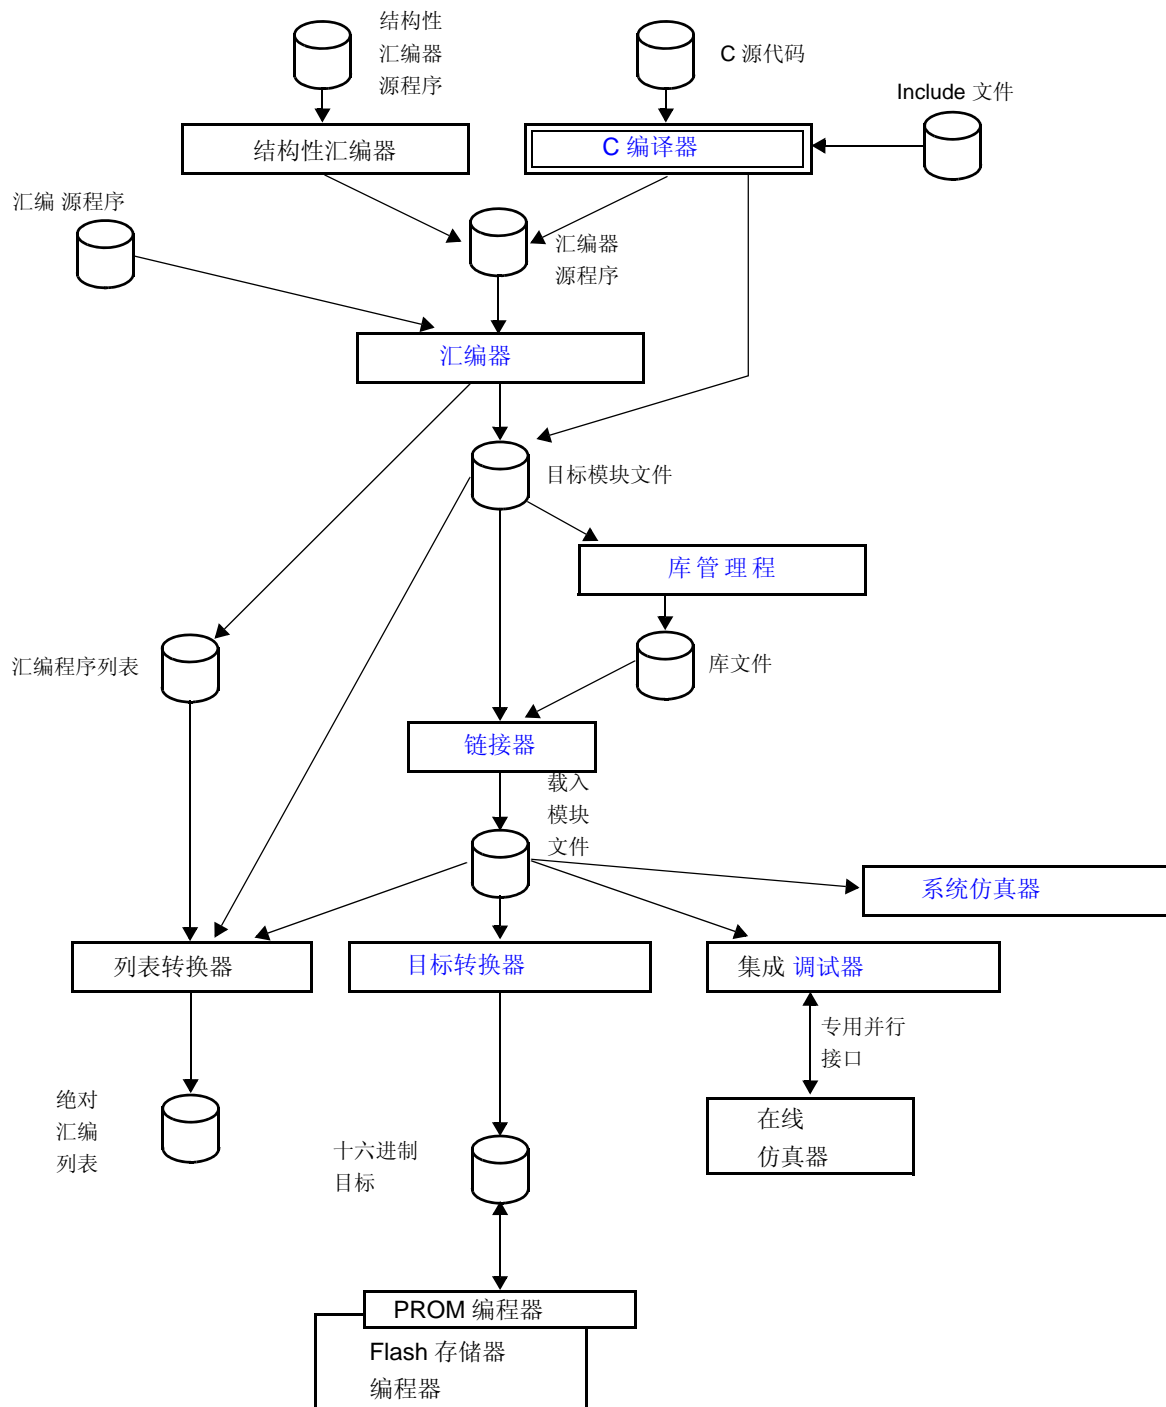 结构性
汇编器
源程序
C 源代码
Include 文件
结构性汇编器
C 编译器
汇编 源程序
汇编器
源程序
汇编器
目标模块文件
库管理程
汇编程序列表
库文件
链接器
载入
模块
文件
系统仿真器
列表转换器
目标转换器
集成 调试器
专用并行
接口
绝对
汇编
列表
在线
仿真器
十六进制
目标
PROM 编程器
Flash 存储器
编程器